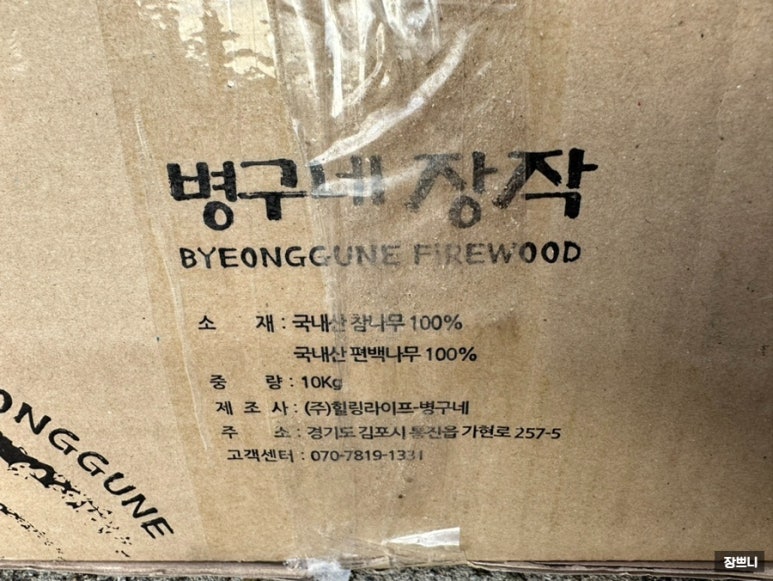 병구네 장작
BYEONGGUNE FIREWOOD
소 재 : 국내산 참나무 100%
국내산 편백나무 100%
중 량 : 10Kg
제 조 사 : (주)힐링라이프-병구네
주 소 : 경기도 김포시 통진읍 가현로 257-5
고객센터 : 070-7819-1331
ONGGUNE
장쁘니